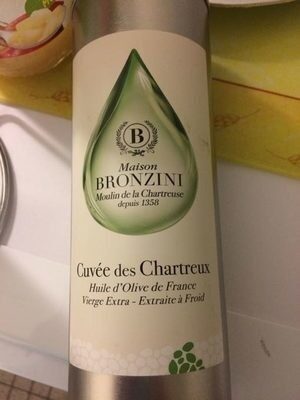 B
Maison
BRONZINI
Moulin de la Chartreuse
depuis 1358
Cuvée des Chartreux
Huile d'Olive de France
Vierge Extra - Extraite à Froid